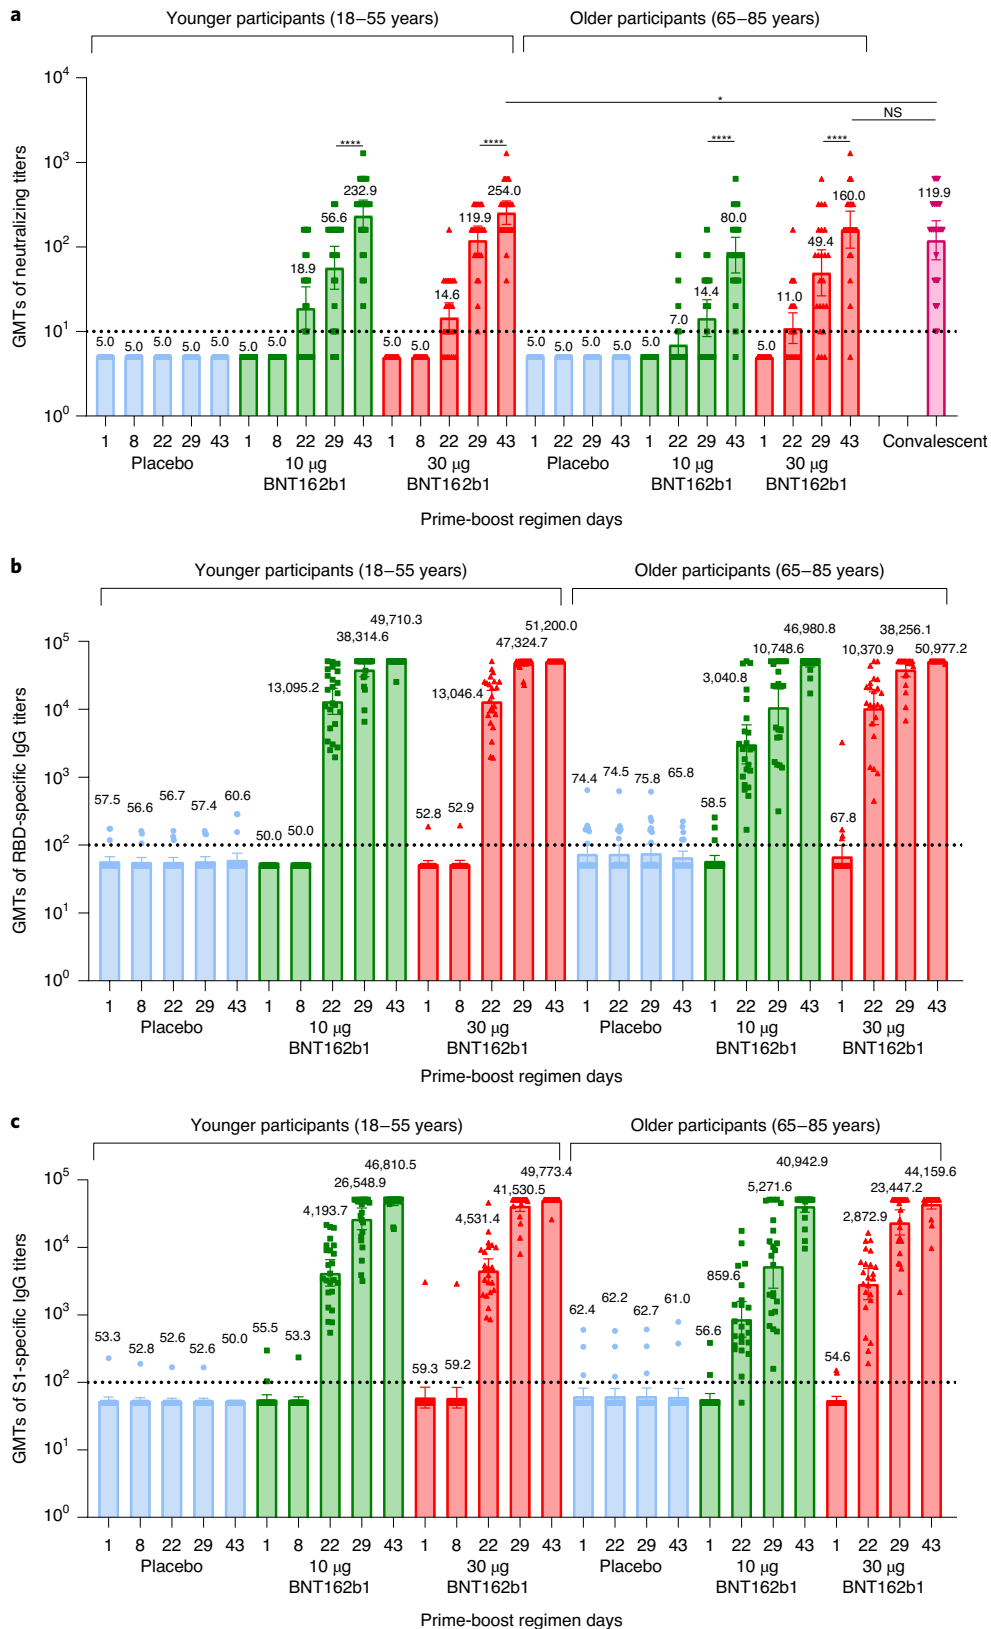 a
Younger participants (18–55 years)
Older participants (65–85 years)
GMTs of neutralizing titers
10⁴
10³
10²
10¹
10⁰
*
NS
**** **** **** ****
5.0 5.0 5.0 5.0 5.0 5.0 5.0 18.9 56.6 232.9 5.0 5.0 14.6 119.9 254.0 5.0 5.0 5.0 5.0 5.0 7.0 14.4 80.0 5.0 11.0 49.4 160.0 119.9
1 8 22 29 43 1 8 22 29 43 1 8 22 29 43 1 22 29 43 1 22 29 43 1 22 29 43 Convalescent
Placebo 10 µg 30 µg Placebo 10 µg 30 µg
BNT162b1 BNT162b1 BNT162b1 BNT162b1
Prime-boost regimen days
b
Younger participants (18–55 years)
Older participants (65–85 years)
GMTs of RBD-specific IgG titers
10⁵
10⁴
10³
10²
10¹
10⁰
57.5 56.6 56.7 57.4 60.6 50.0 50.0 13,095.2 38,314.6 49,710.3 52.8 52.9 13,046.4 47,324.7 51,200.0 74.4 74.5 75.8 65.8 58.5 3,040.8 10,748.6 46,980.8 67.8 10,370.9 38,256.1 50,977.2
1 8 22 29 43 1 8 22 29 43 1 8 22 29 43 1 22 29 43 1 22 29 43 1 22 29 43
Placebo 10 µg 30 µg Placebo 10 µg 30 µg
BNT162b1 BNT162b1 BNT162b1 BNT162b1
Prime-boost regimen days
c
Younger participants (18–55 years)
Older participants (65–85 years)
GMTs of S1-specific IgG titers
10⁵
10⁴
10³
10²
10¹
10⁰
53.3 52.8 52.6 52.6 50.0 55.5 53.3 4,193.7 26,548.9 46,810.5 59.3 59.2 4,531.4 41,530.5 49,773.4 62.4 62.2 62.7 61.0 56.6 859.6 5,271.6 40,942.9 54.6 2,872.9 23,447.2 44,159.6
1 8 22 29 43 1 8 22 29 43 1 8 22 29 43 1 22 29 43 1 22 29 43 1 22 29 43
Placebo 10 µg 30 µg Placebo 10 µg 30 µg
BNT162b1 BNT162b1 BNT162b1 BNT162b1
Prime-boost regimen days